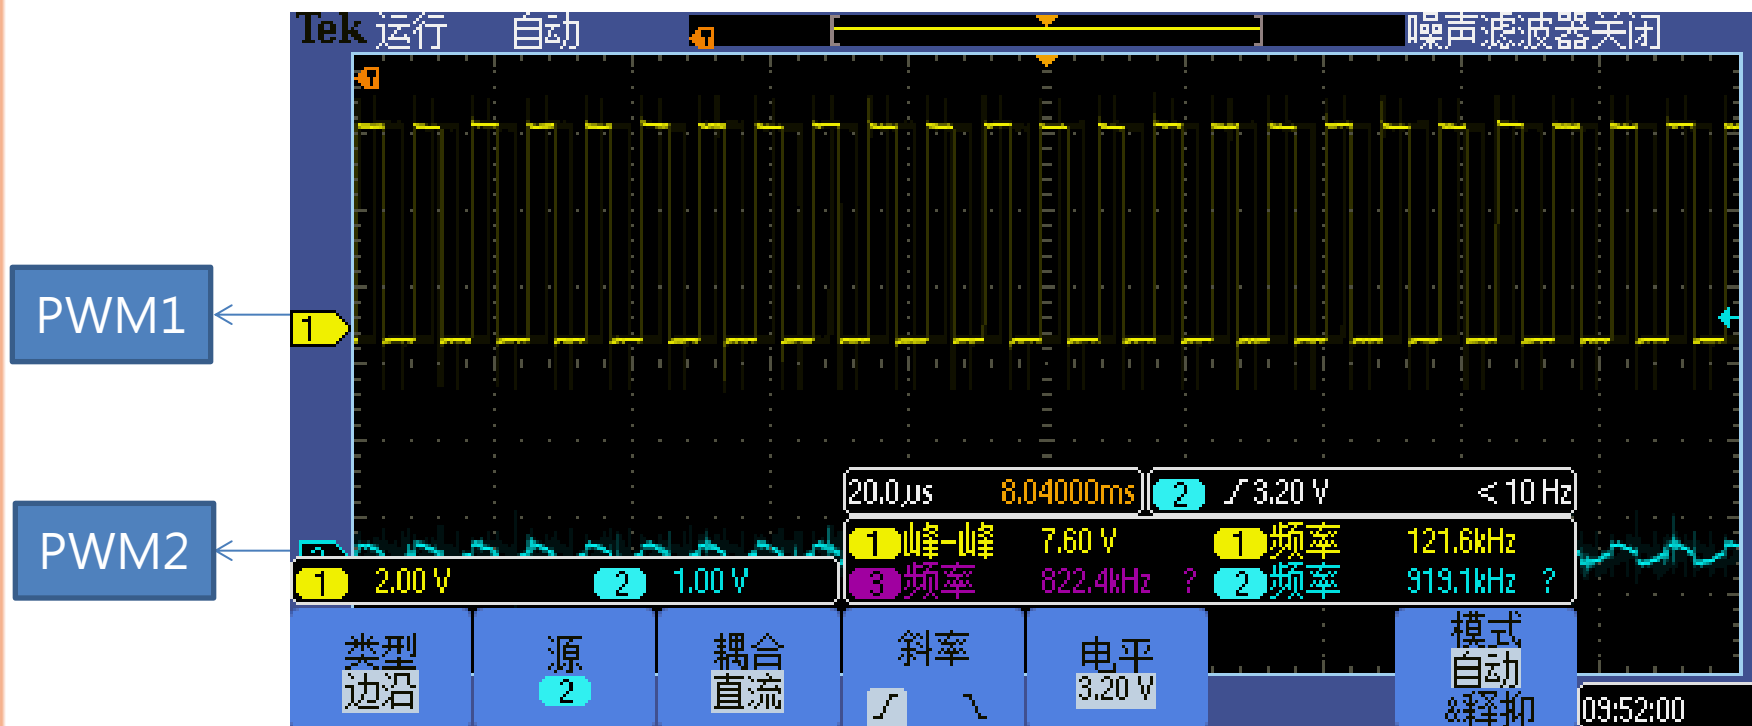 Tek 运行 自动 噪声滤波器关闭
T
T
PWM1
1
PWM2
2
20.0μs 8.04000ms
2 3.20 V <10 Hz
1 峰-峰 7.60 V 1 频率 121.6kHz
3 频率 822.4kHz ? 2 频率 919.1kHz ?
1 2.00 V 2 1.00 V
类型
边沿
源
2
耦合
直流
斜率
电平
3.20 V
模式
自动
&释抑
09:52:00